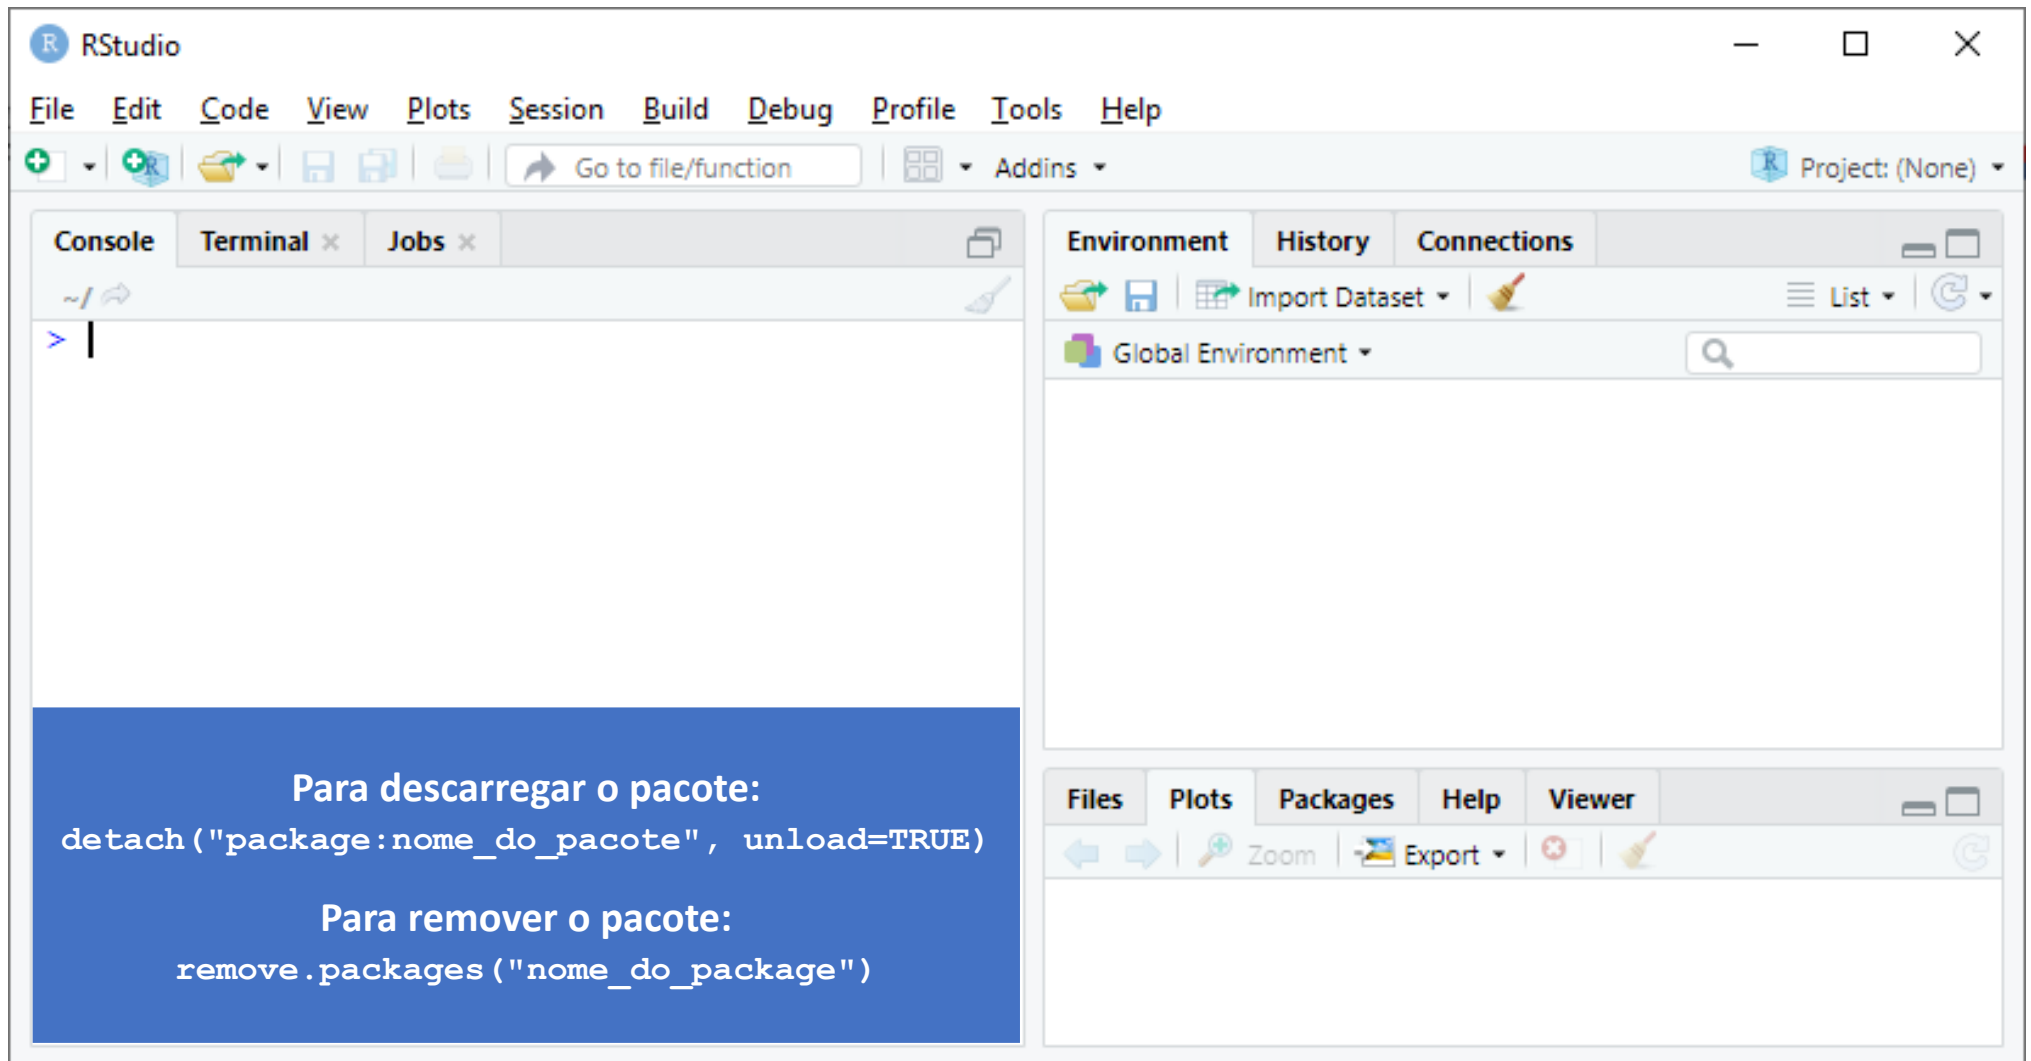 R RStudio
File Edit Code View Plots Session Build Debug Profile Tools Help
Go to file/function Addins Project: (None)
Console Terminal Jobs
~/
>
Environment History Connections
Import Dataset List
Global Environment
Para descarregar o pacote:
detach("package:nome_do_pacote", unload=TRUE)
Para remover o pacote:
remove.packages("nome_do_package")
Files Plots Packages Help Viewer
Zoom Export